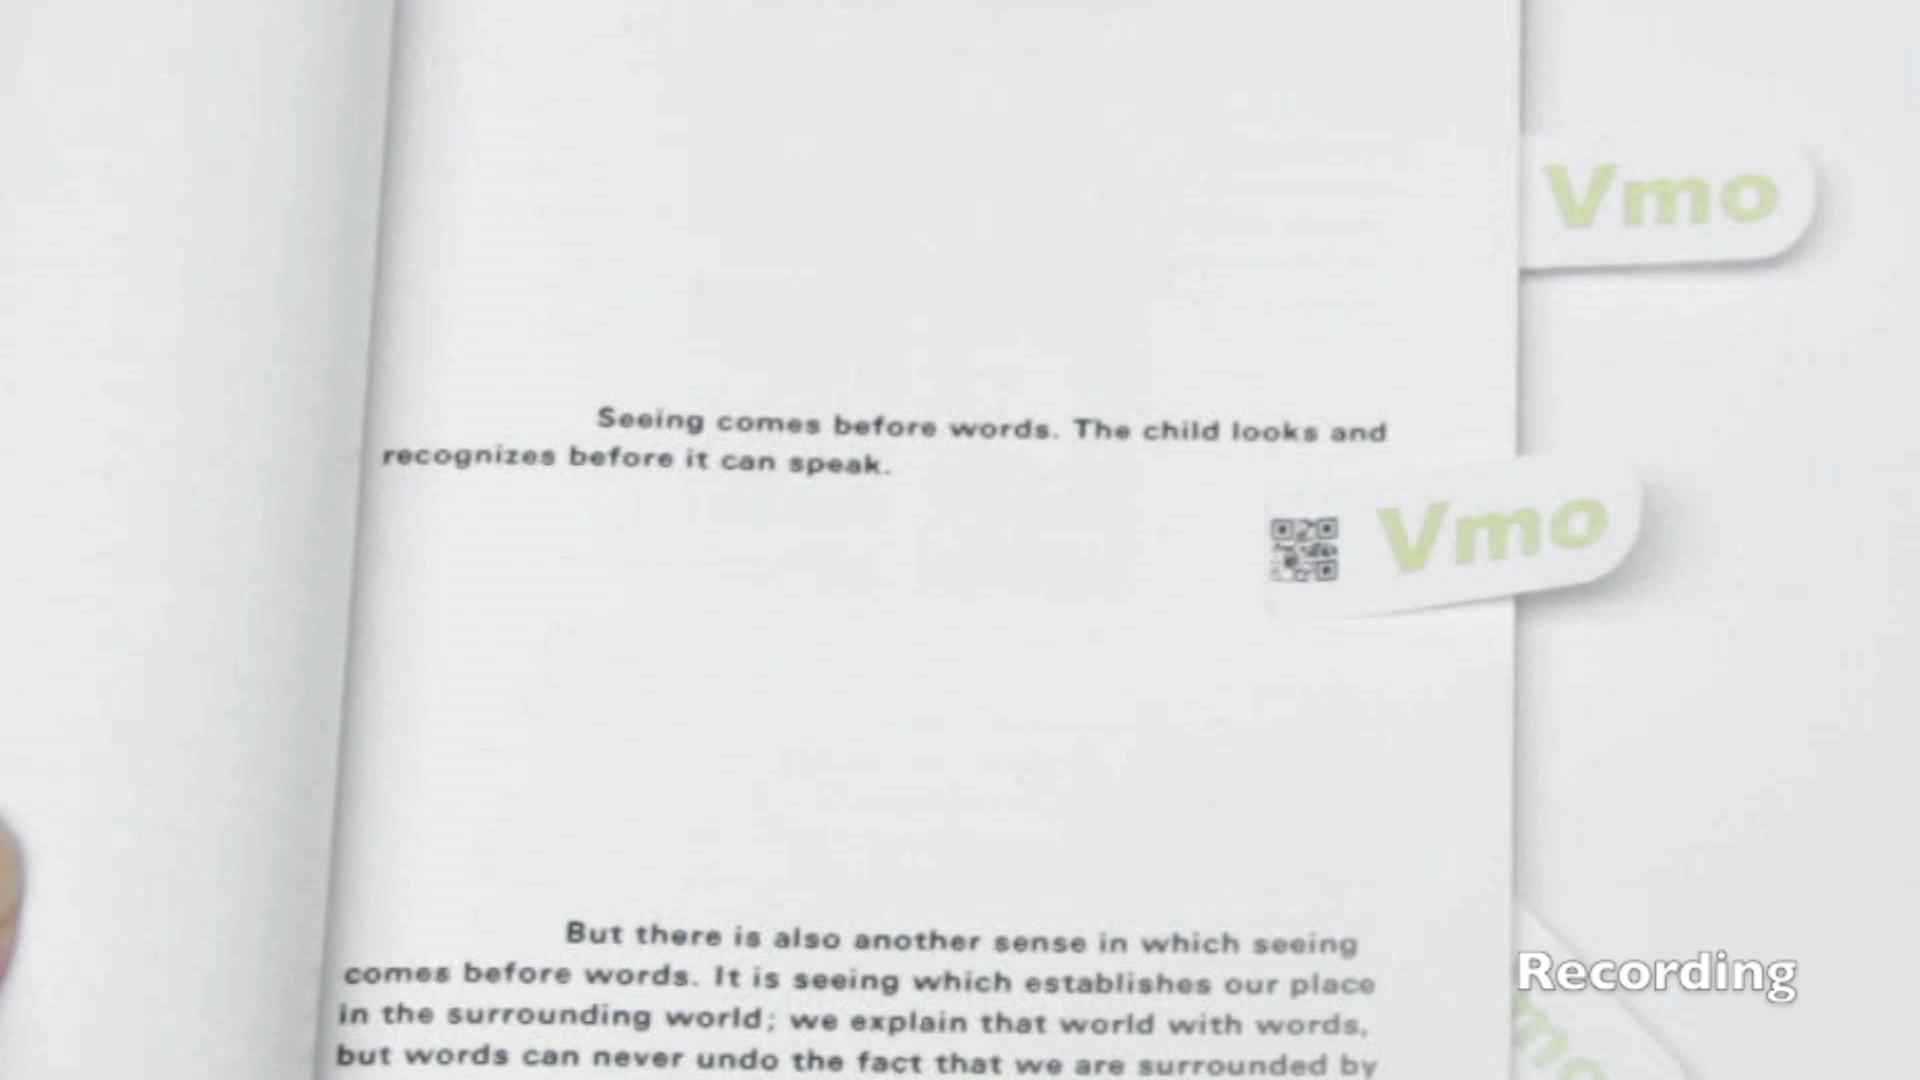 Vmo
Seeing comes before words. The child looks and
recognizes before it can speak.
Vmo
But there is also another sense in which seeing
comes before words. It is seeing which establishes our place
in the surrounding world; we explain that world with words,
but words can never undo the fact that we are surrounded by
Recording
mo